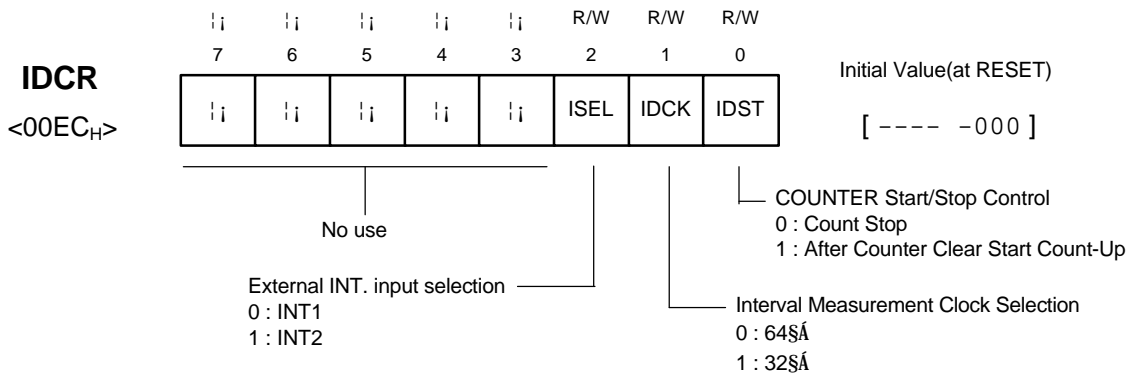 ¦¡ ¦¡ ¦¡ ¦¡ ¦¡ R/W R/W R/W
7 6 5 4 3 2 1 0
IDCR
<00ECH>
¦¡ ¦¡ ¦¡ ¦¡ ¦¡ ISEL IDCK IDST
Initial Value(at RESET)
[ ---- -000 ]
No use
COUNTER Start/Stop Control
0 : Count Stop
1 : After Counter Clear Start Count-Up
External INT. input selection
0 : INT1
1 : INT2
Interval Measurement Clock Selection
0 : 64§Á
1 : 32§Á